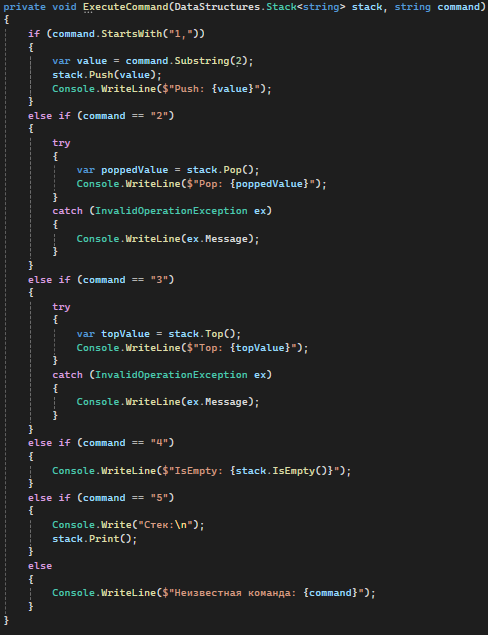 private void ExecuteCommand(DataStructures.Stack<string> stack, string command)
{
    if (command.StartsWith("1,"))
    {
        var value = command.Substring(2);
        stack.Push(value);
        Console.WriteLine($"Push: {value}");
    }
    else if (command == "2")
    {
        try
        {
            var poppedValue = stack.Pop();
            Console.WriteLine($"Pop: {poppedValue}");
        }
        catch (InvalidOperationException ex)
        {
            Console.WriteLine(ex.Message);
        }
    }
    else if (command == "3")
    {
        try
        {
            var topValue = stack.Top();
            Console.WriteLine($"Top: {topValue}");
        }
        catch (InvalidOperationException ex)
        {
            Console.WriteLine(ex.Message);
        }
    }
    else if (command == "4")
    {
        Console.WriteLine($"IsEmpty: {stack.IsEmpty()}");
    }
    else if (command == "5")
    {
        Console.Write("Стек:\n");
        stack.Print();
    }
    else
    {
        Console.WriteLine($"Неизвестная команда: {command}");
    }
}